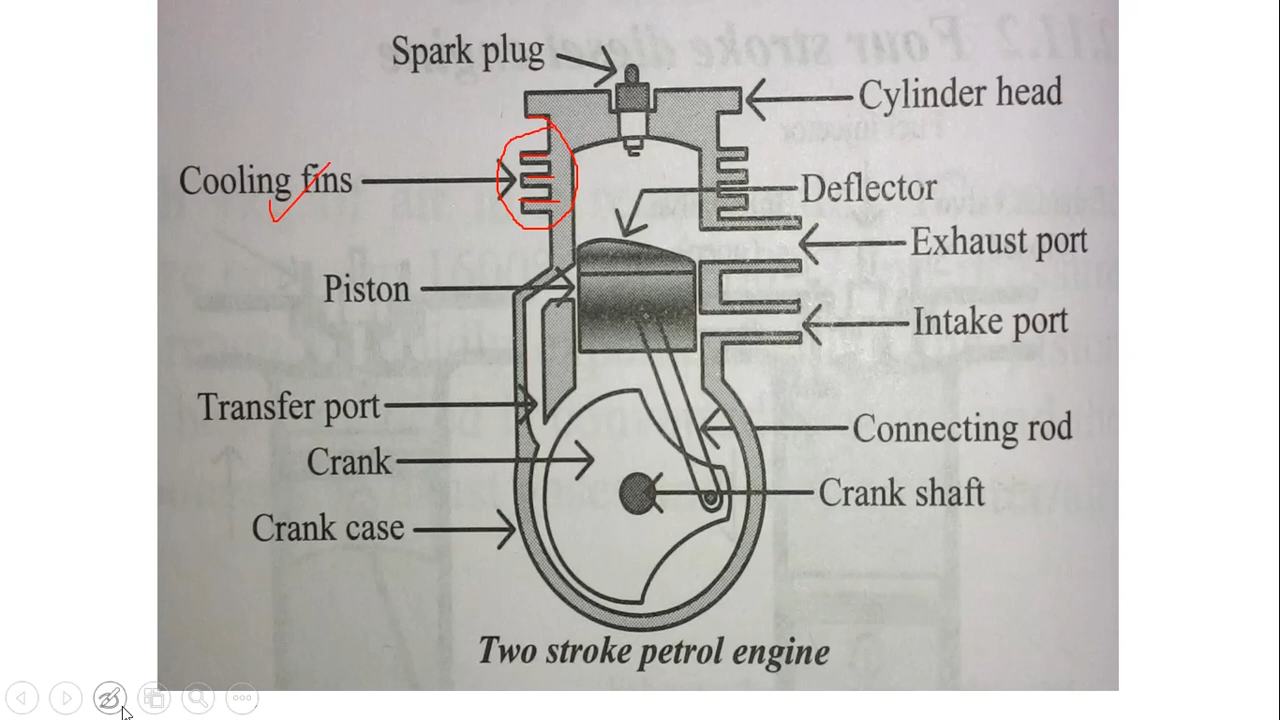 Spark plug
Cylinder head
Cooling fins
Deflector
Exhaust port
Piston
Intake port
Transfer port
Connecting rod
Crank
Crank shaft
Crank case
Two stroke petrol engine